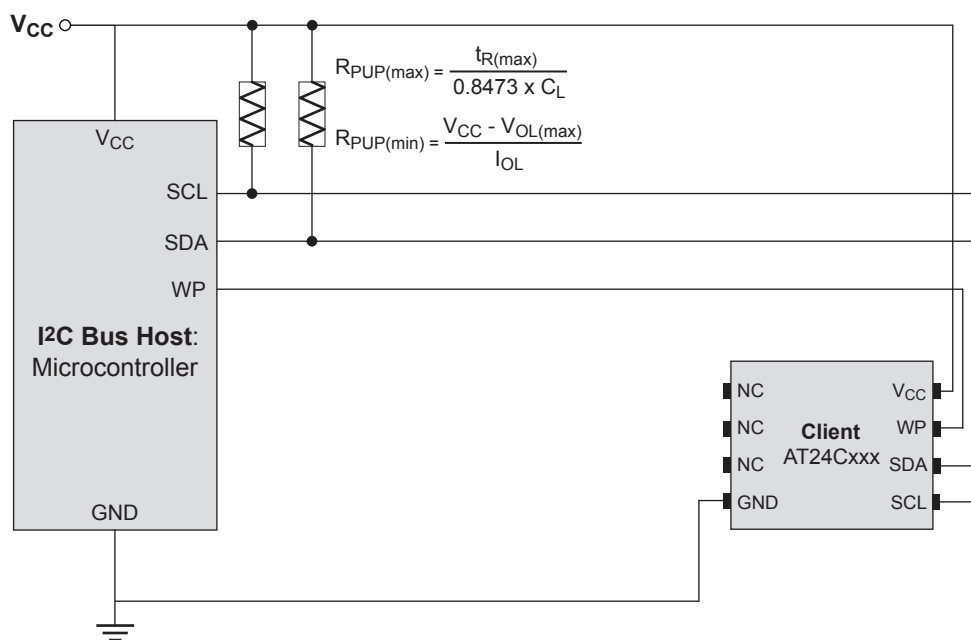 VCC
RPUP(max) = tR(max) / 0.8473 x CL
RPUP(min) = VCC - VOL(max) / IOL
VCC
SCL
SDA
WP
I2C Bus Host:
Microcontroller
GND
NC
NC
NC
GND
Client
AT24Cxxx
VCC
WP
SDA
SCL